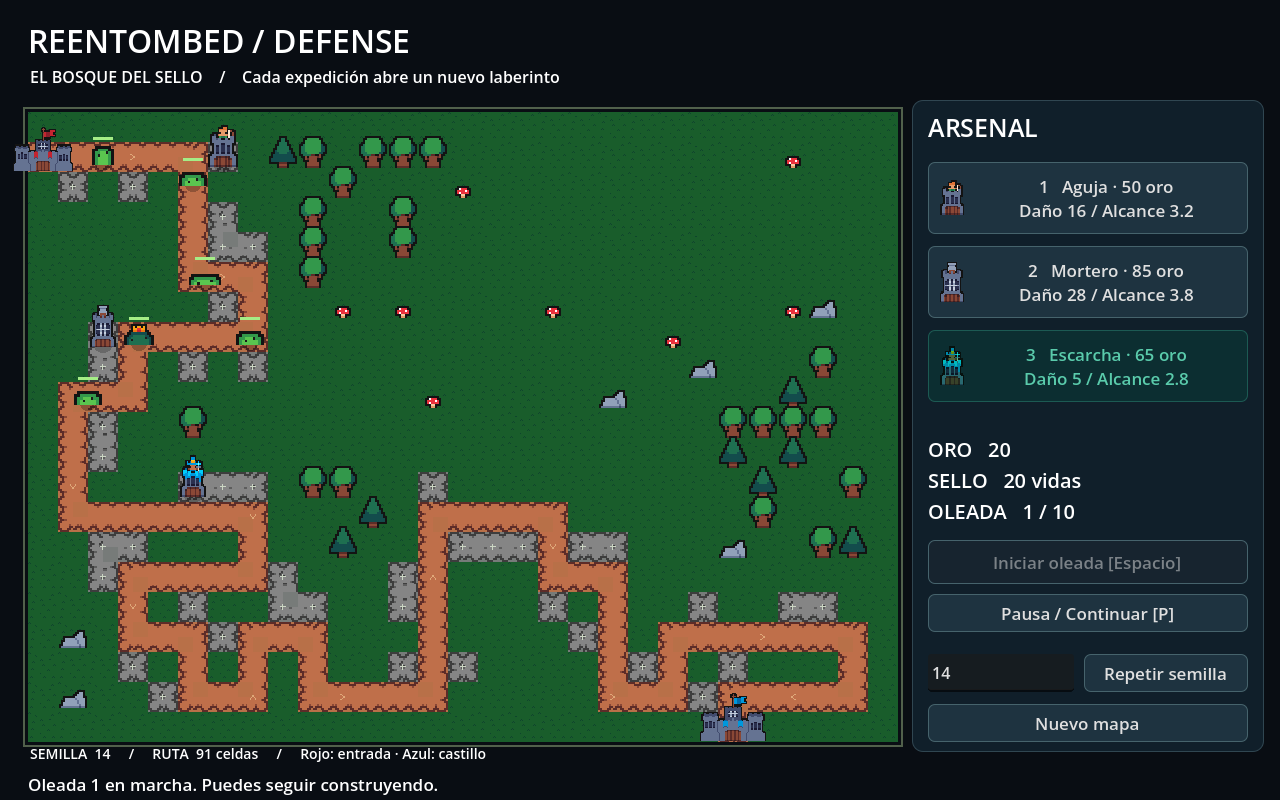 REENTOMBED / DEFENSE
EL BOSQUE DEL SELLO / Cada expedición abre un nuevo laberinto
ARSENAL
1 Aguja · 50 oro
Daño 16 / Alcance 3.2
2 Mortero · 85 oro
Daño 28 / Alcance 3.8
3 Escarcha · 65 oro
Daño 5 / Alcance 2.8
ORO 20
SELLO 20 vidas
OLEADA 1 / 10
Iniciar oleada [Espacio]
Pausa / Continuar [P]
14
Repetir semilla
Nuevo mapa
SEMILLA 14 / RUTA 91 celdas / Rojo: entrada · Azul: castillo
Oleada 1 en marcha. Puedes seguir construyendo.